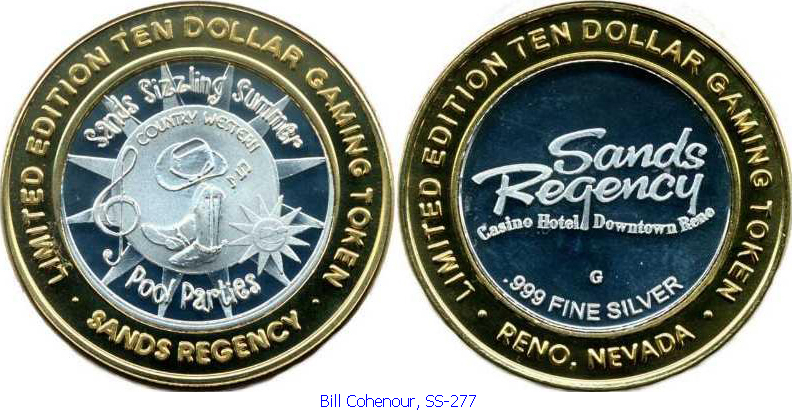 LIMITED EDITION TEN DOLLAR GAMING TOKEN
Sands Sizzling Summer
COUNTRY WESTERN
Pool Parties
· SANDS REGENCY ·
LIMITED EDITION TEN DOLLAR GAMING TOKEN
Sands
Regency
Casino Hotel Downtown Reno
G
.999 FINE SILVER
· RENO, NEVADA ·
Bill Cohenour, SS-277